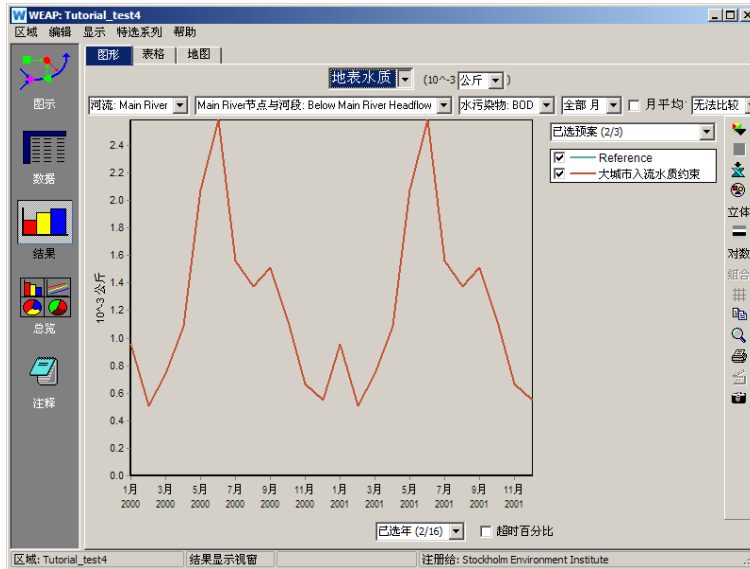 WEAP: Tutorial_test4
区域 编辑 显示 特选系列 帮助
图示
数据
结果
总览
注释
图形 表格 地图
地表水质 (10^-3 公斤 )
河流: Main River Main River节点与河段: Below Main River Headflow 水污染物: BOD 全部 月 月平均 无法比较
已选预案 (2/3)
Reference
大城市入流水质约束
立体
对数
组合
10^-3 公斤
2.4
2.2
2.0
1.8
1.6
1.4
1.2
1.0
0.8
0.6
0.4
0.2
0.0
1月 3月 5月 7月 9月 11月 1月 3月 5月 7月 9月 11月
2000 2000 2000 2000 2000 2000 2001 2001 2001 2001 2001 2001
已选年 (2/16) 超时百分比
区域: Tutorial_test4 结果显示视窗 注册给: Stockholm Environment Institute